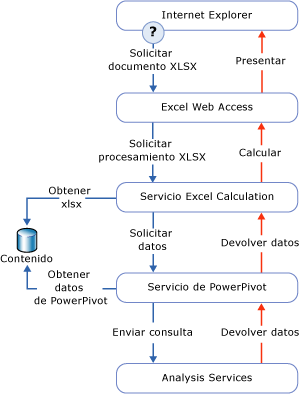 Internet Explorer
?
Solicitar
documento XLSX
Presentar
Excel Web Access
Solicitar
procesamiento XLSX
Calcular
Obtener
xlsx
Servicio Excel Calculation
Solicitar
datos
Devolver datos
Contenido
Obtener
datos
de PowerPivot
Servicio de PowerPivot
Enviar consulta
Devolver datos
Analysis Services